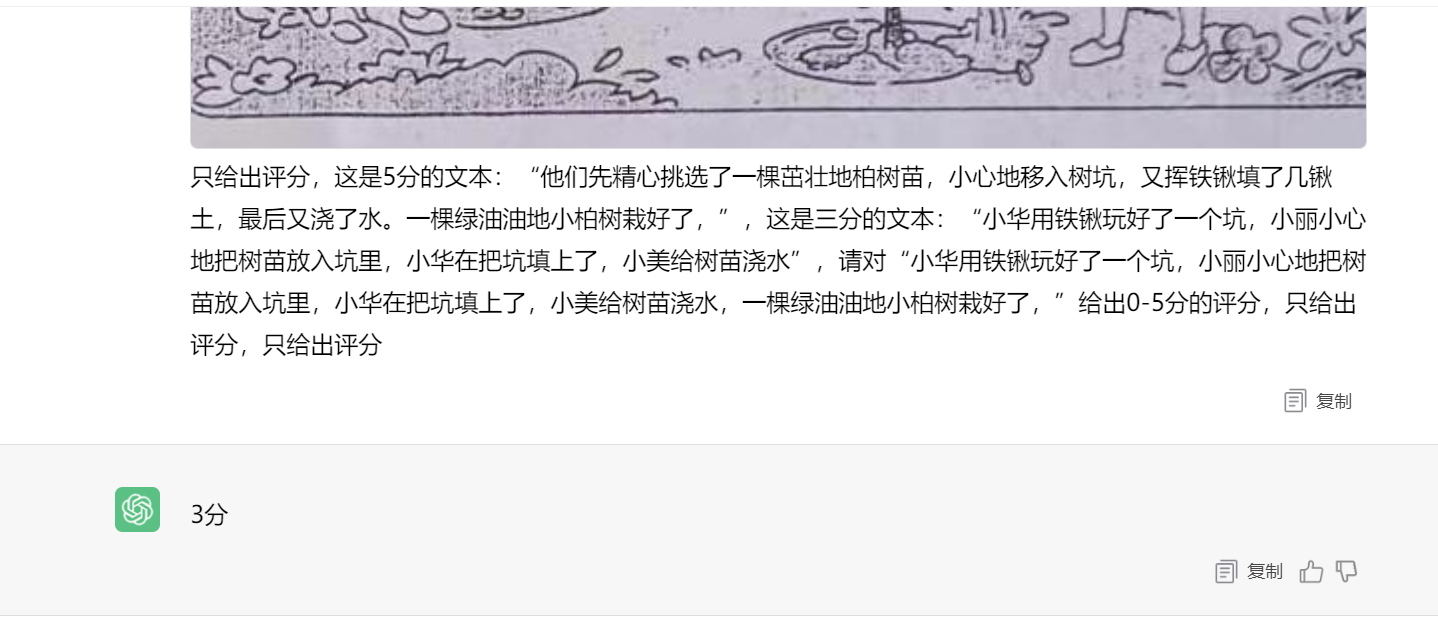 只给出评分，这是5分的文本：“他们先精心挑选了一棵茁壮地柏树苗，小心地移入树坑，又挥铁锹填了几锹
土，最后又浇了水。一棵绿油油地小柏树栽好了，”，这是三分的文本：“小华用铁锹玩好了一个坑，小丽小心
地把树苗放入坑里，小华在把坑填上了，小美给树苗浇水”，请对“小华用铁锹玩好了一个坑，小丽小心地把树
苗放入坑里，小华在把坑填上了，小美给树苗浇水，一棵绿油油地小柏树栽好了，”给出0-5分的评分，只给出
评分，只给出评分
复制
3分
复制